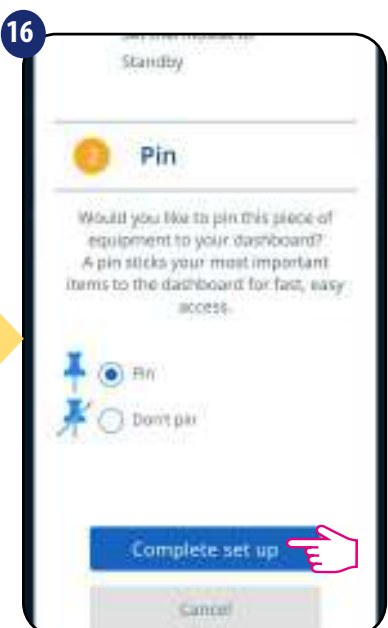 16
Standby
Pin
Would you like to pin this piece of
equipment to your dashboard?
A pin sticks your most important
items to the dashboard for fast, easy
access.
Pin
Don't pin
Complete set up
Cancel